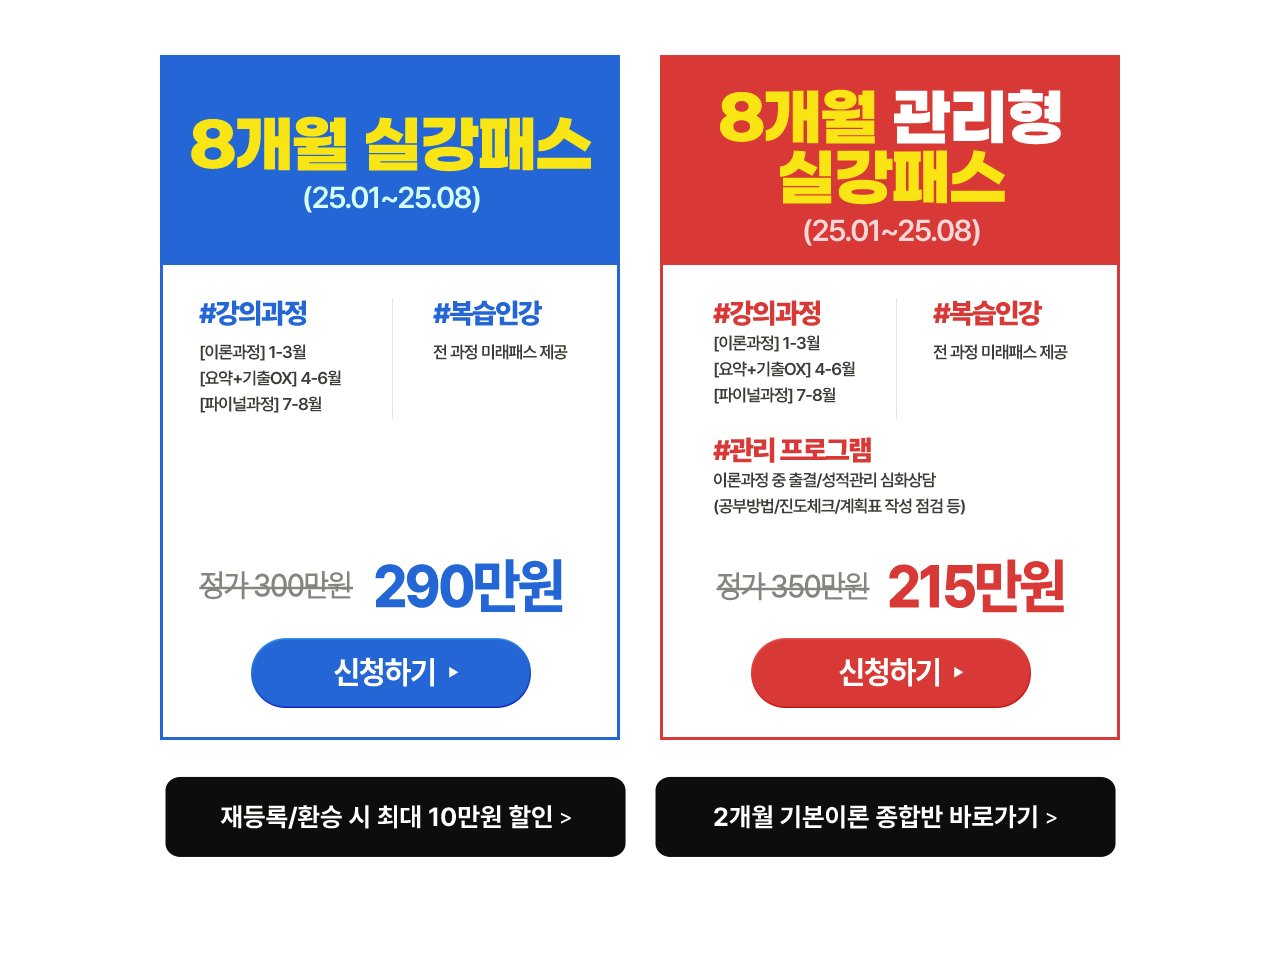 8개월 실강패스
(25.01~25.08)
#강의과정
[이론과정] 1-3월
[요약+기출OX] 4-6월
[파이널과정] 7-8월
#복습인강
전 과정 미래패스 제공
정가 300만원 290만원
신청하기 ▶
8개월 관리형
실강패스
(25.01~25.08)
#강의과정
[이론과정] 1-3월
[요약+기출OX] 4-6월
[파이널과정] 7-8월
#복습인강
전 과정 미래패스 제공
#관리 프로그램
이론과정 중 출결/성적관리 심화상담
(공부방법/진도체크/계획표 작성 점검 등)
정가 350만원 215만원
신청하기 ▶
재등록/환승 시 최대 10만원 할인 >
2개월 기본이론 종합반 바로가기 >